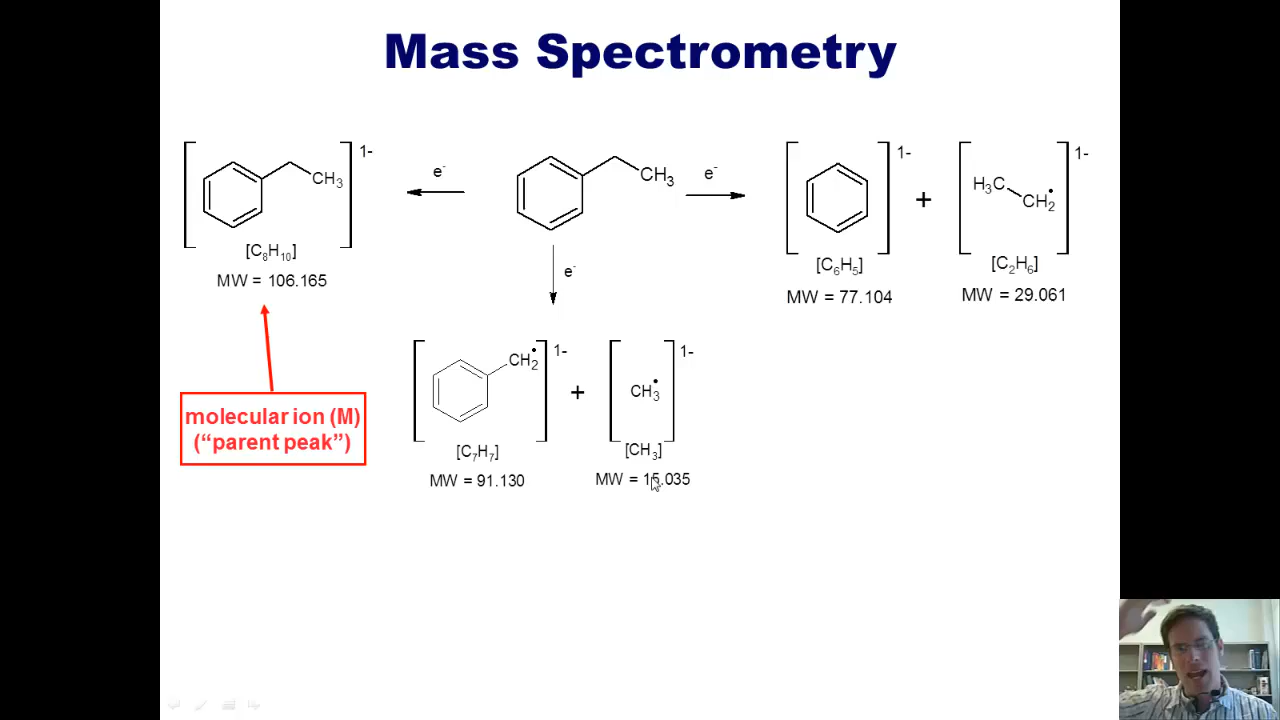 Mass Spectrometry
1-
CH₃
[C₈H₁₀]
MW = 106.165
e⁻
CH₃
e⁻
e⁻
1-
[C₆H₅]
MW = 77.104
+
1-
H₃C
CH₂•
[C₂H₆]
MW = 29.061
molecular ion (M)
(“parent peak”)
1-
CH₂•
[C₇H₇]
MW = 91.130
+
1-
CH₃•
[CH₃]
MW = 15.035